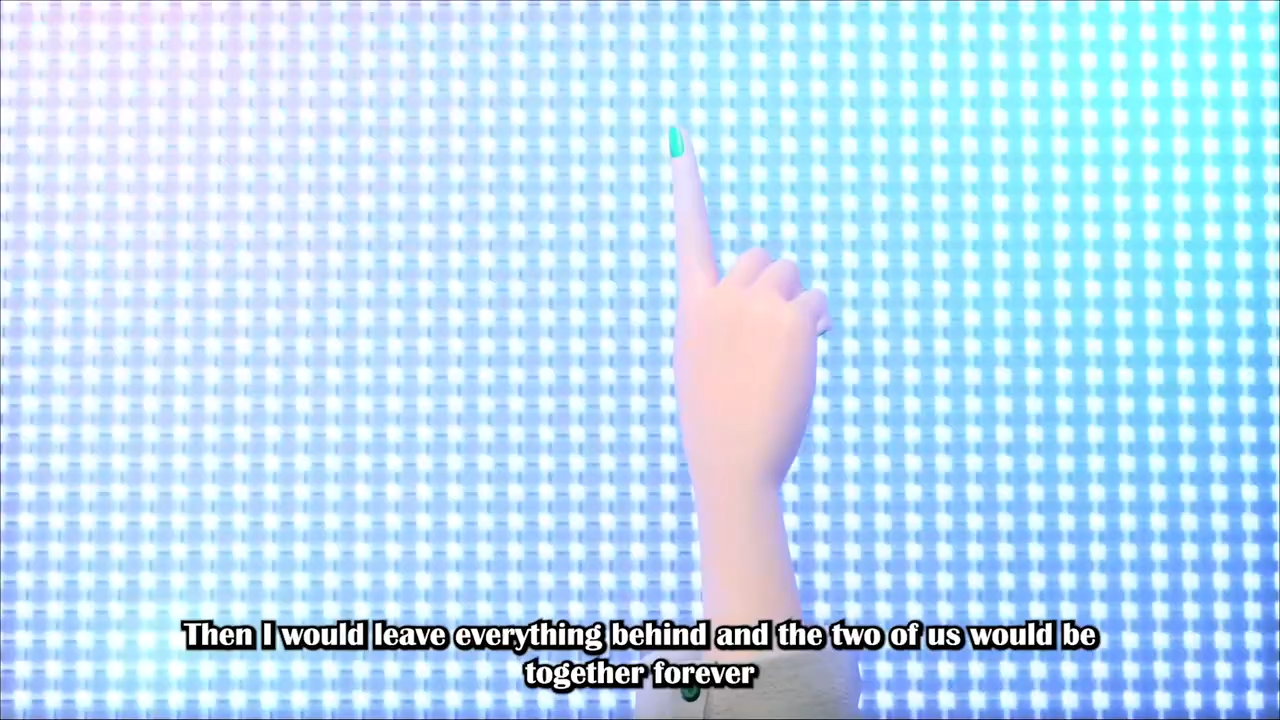 Then I would leave everything behind and the two of us would be
together forever